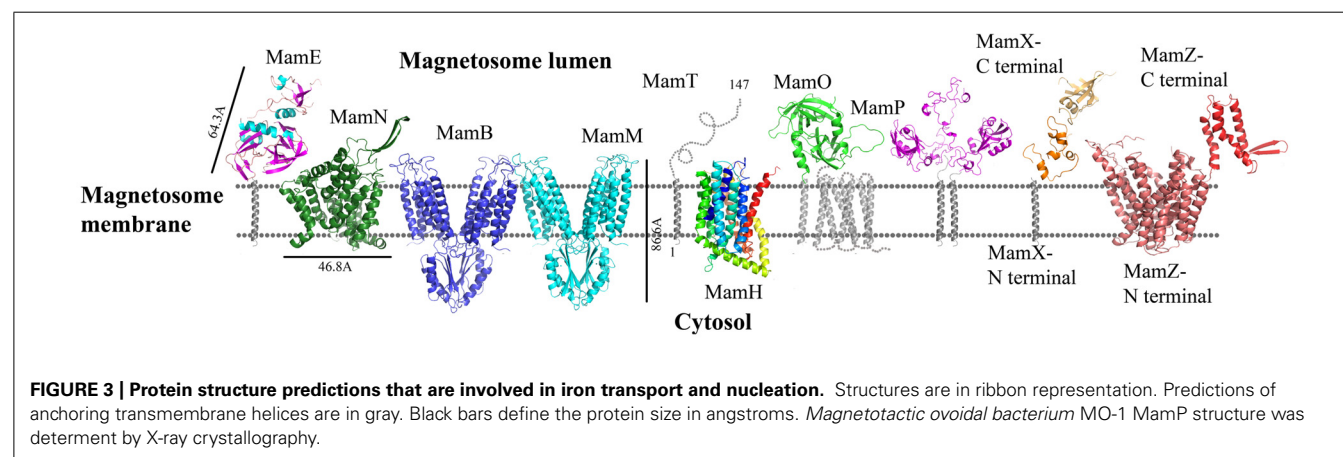 MamE
Magnetosome lumen
MamX-
C terminal
MamZ-
C terminal
MamT
147
MamO
MamP
64.3A
MamN
MamB
MamM
Magnetosome
membrane
86.6A
1
46.8A
MamH
Cytosol
MamX-
N terminal
MamZ-
N terminal
FIGURE 3 | Protein structure predictions that are involved in iron transport and nucleation. Structures are in ribbon representation. Predictions of
anchoring transmembrane helices are in gray. Black bars define the protein size in angstroms. Magnetotactic ovoidal bacterium MO-1 MamP structure was
determent by X-ray crystallography.